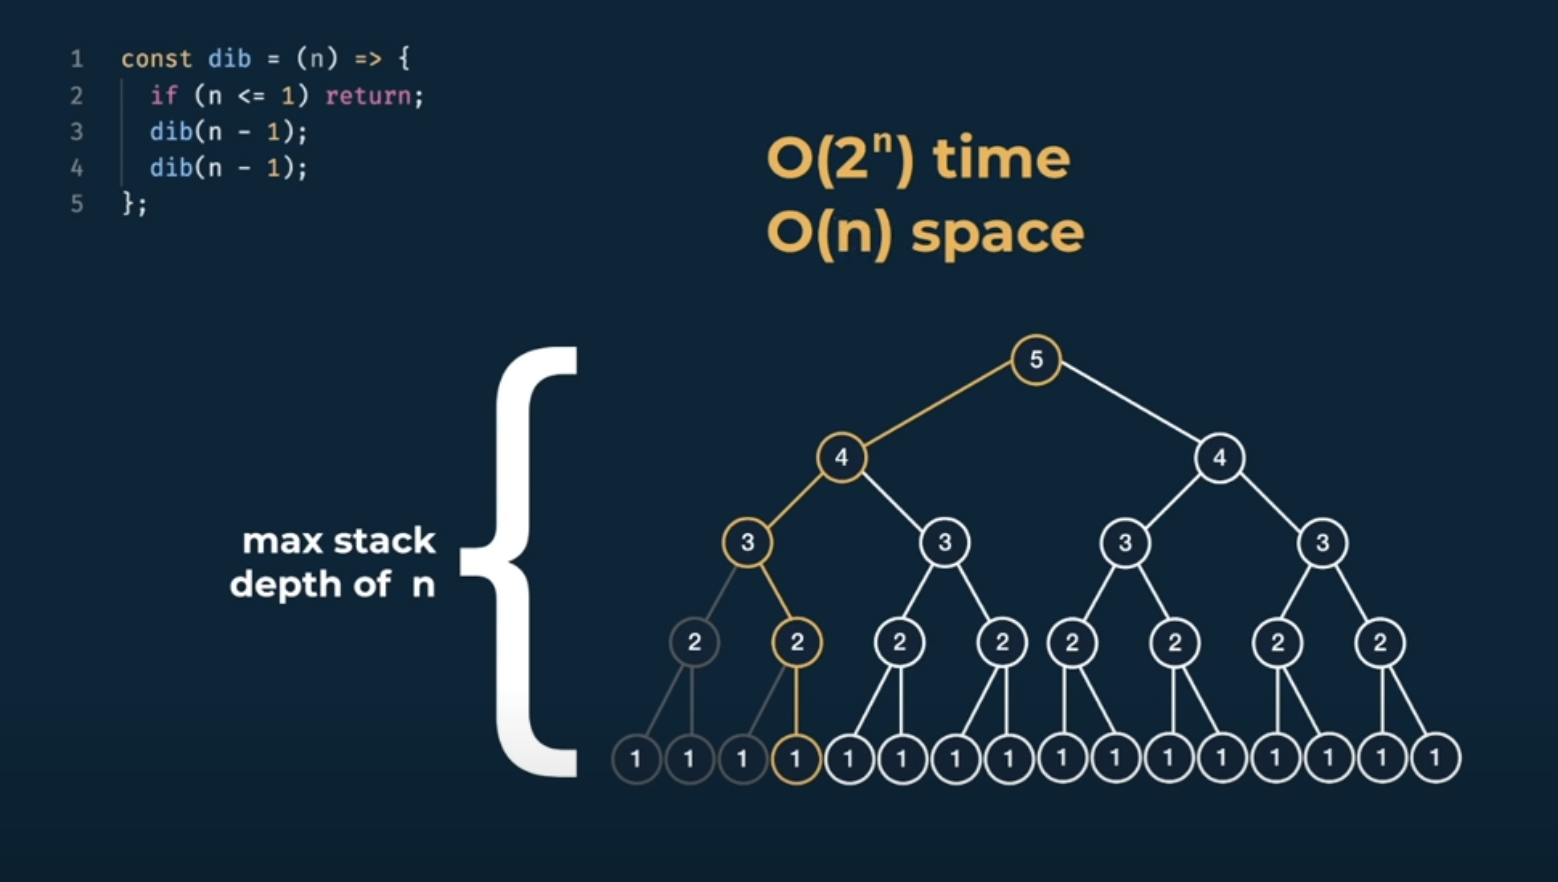 1 const dib = (n) => {
2 if (n <= 1) return;
3 dib(n - 1);
4 dib(n - 1);
5 };
O(2ⁿ) time
O(n) space
max stack
depth of n
5
4 4
3 3 3 3
2 2 2 2 2 2 2 2
1 1 1 1 1 1 1 1 1 1 1 1 1 1 1 1